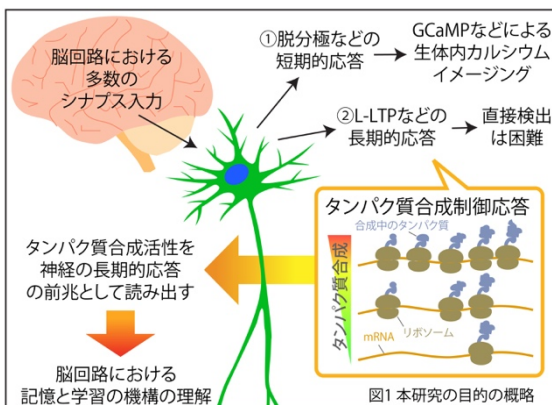 脳回路における
多数の
シナプス入力
①脱分極などの
短期的応答
GCaMPなどによる
生体内カルシウム
イメージング
②L-LTPなどの
長期的応答
直接検出
は困難
タンパク質合成制御応答
合成中のタンパク質
タンパク質合成
リボソーム
mRNA
タンパク質合成活性を
神経の長期的応答
の前兆として読み出す
脳回路における
記憶と学習の機構の理解
図1 本研究の目的の概略